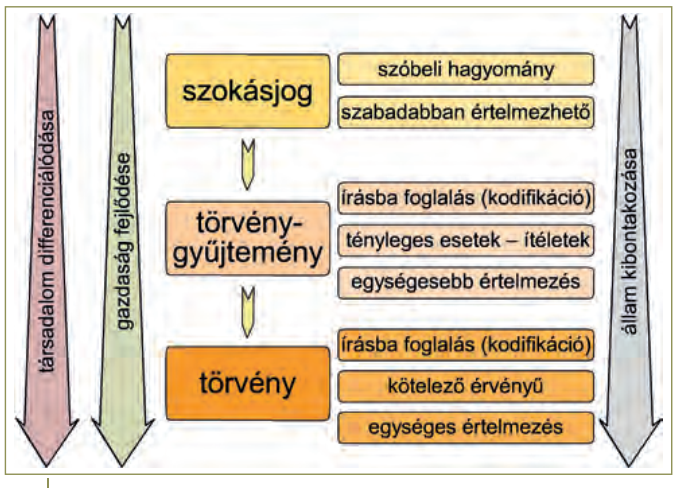 társadalom differenciálódása
gazdaság fejlődése
szokásjog
szóbeli hagyomány
szabadabban értelmezhető
törvény-
gyűjtemény
írásba foglalás (kodifikáció)
tényleges esetek – ítéletek
egységesebb értelmezés
törvény
írásba foglalás (kodifikáció)
kötelező érvényű
egységes értelmezés
állam kibontakozása